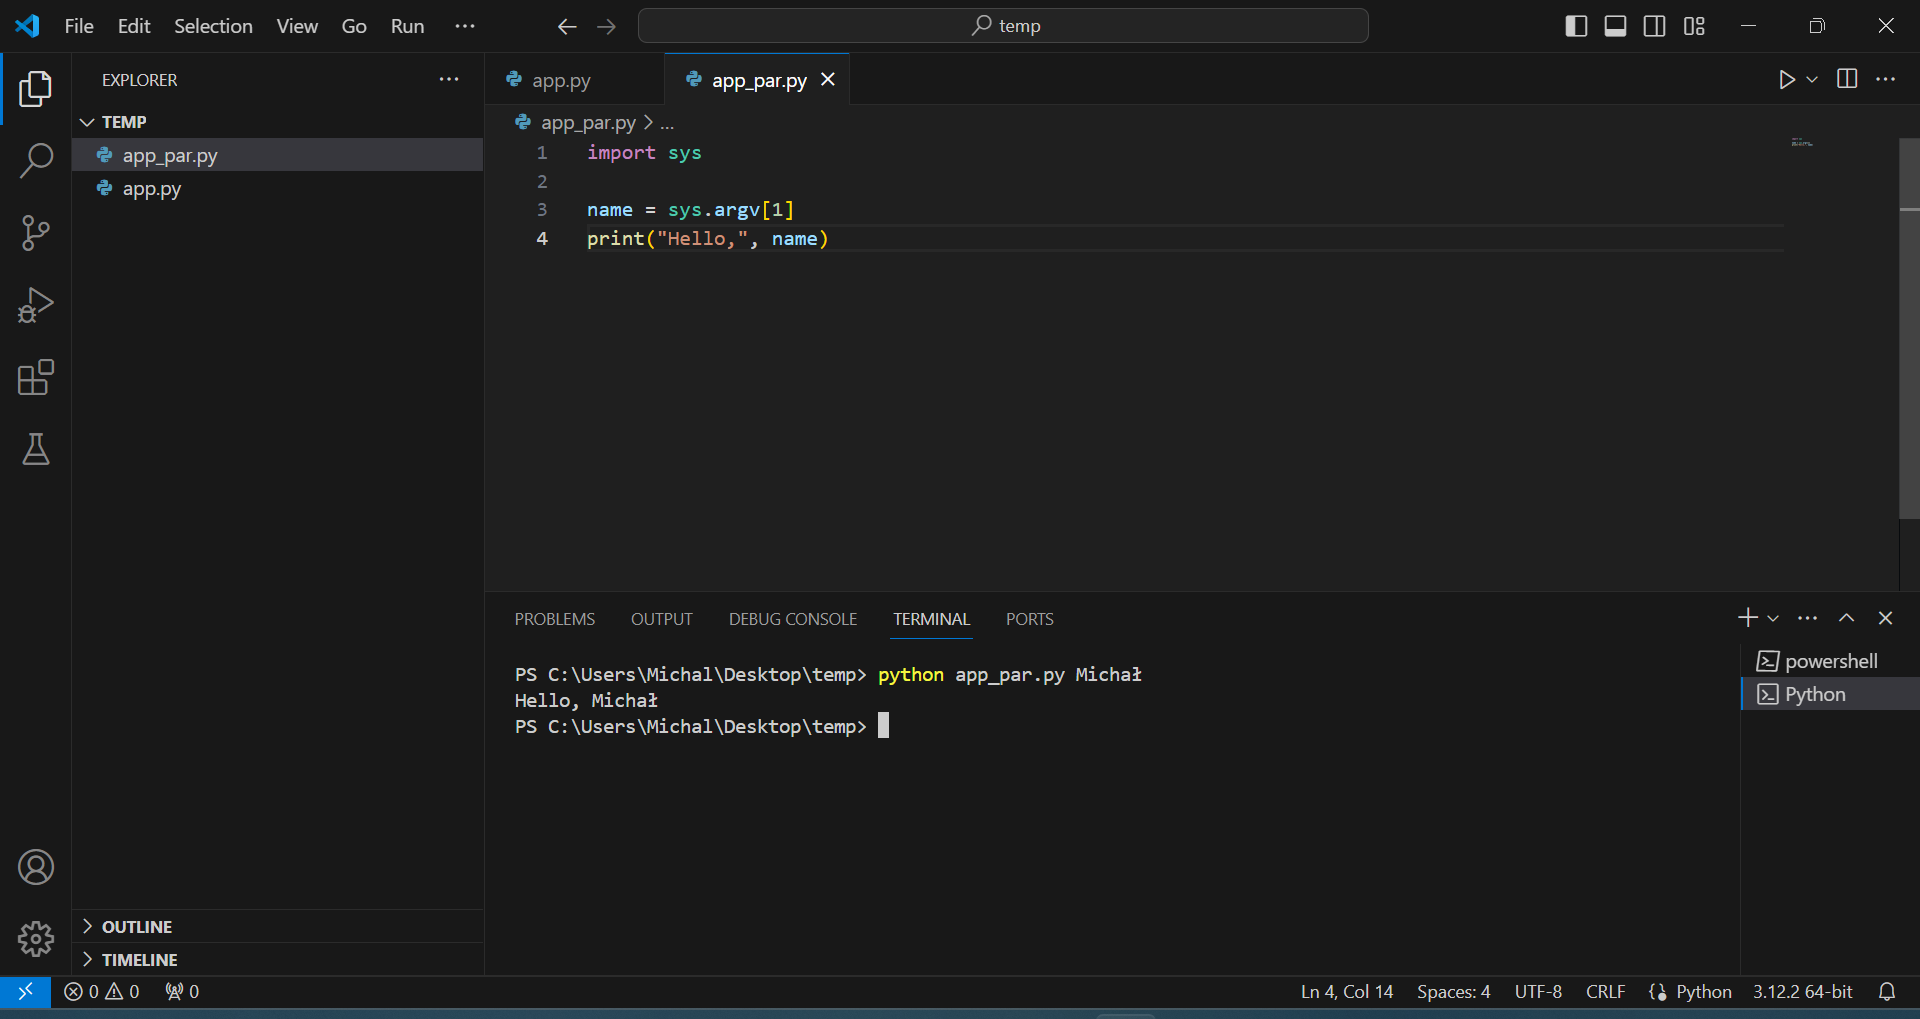 File Edit Selection View Go Run ···
temp
EXPLORER ···
TEMP
app_par.py
app.py
OUTLINE
TIMELINE
app.py
app_par.py
app_par.py > ...
1 import sys
2
3 name = sys.argv[1]
4 print("Hello,", name)
PROBLEMS OUTPUT DEBUG CONSOLE TERMINAL PORTS
PS C:\Users\Michal\Desktop\temp> python app_par.py Michał
Hello, Michał
PS C:\Users\Michal\Desktop\temp>
powershell
Python
0 0 0
Ln 4, Col 14 Spaces: 4 UTF-8 CRLF Python 3.12.2 64-bit